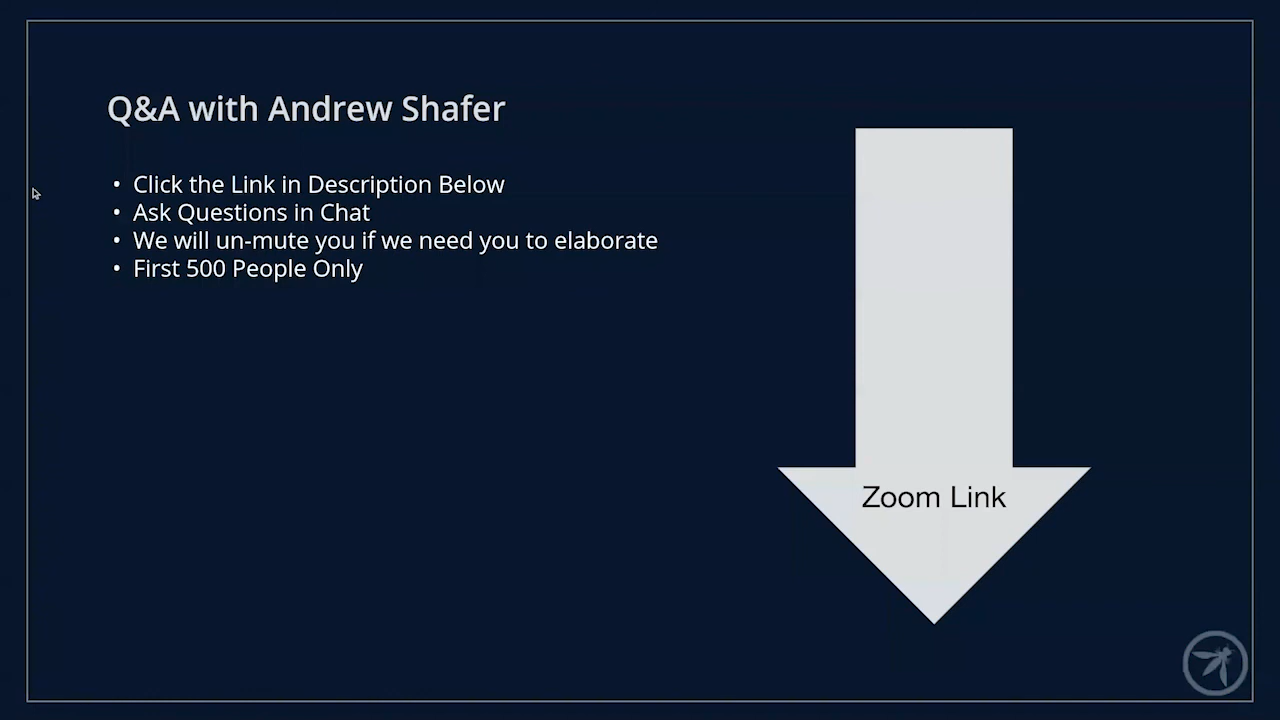 Q&A with Andrew Shafer
• Click the Link in Description Below
• Ask Questions in Chat
• We will un-mute you if we need you to elaborate
• First 500 People Only
Zoom Link